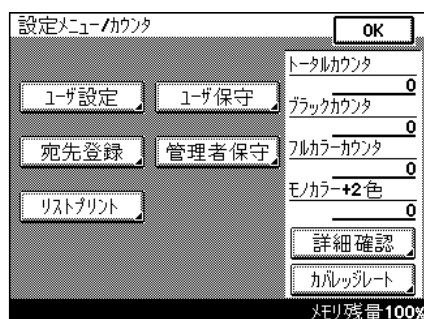 設定ﾒﾆｭｰ/ｶｳﾝﾀ
OK
ﾄｰﾀﾙｶｳﾝﾀ
0
ﾕｰｻﾞ設定 ﾕｰｻﾞ保守
ﾌﾞﾗｯｸｶｳﾝﾀ
0
宛先登録 管理者保守
ﾌﾙｶﾗｰｶｳﾝﾀ
0
ﾓﾉｶﾗｰ+2色
0
ﾘｽﾄﾌﾟﾘﾝﾄ
詳細確認
ｶﾊﾞﾚｯｼﾞﾚｰﾄ
ﾒﾓﾘ残量100%